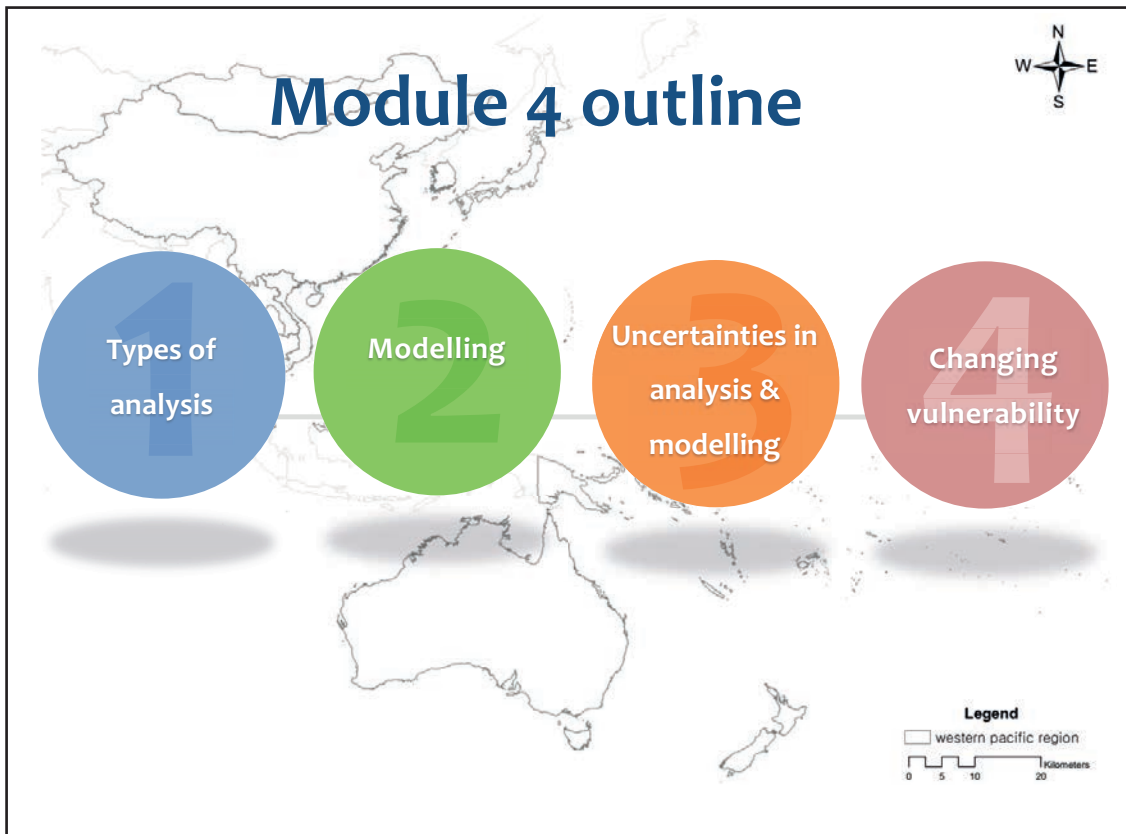 Module 4 outline
N
W E
S
1
Types of
analysis
2
Modelling
3
Uncertainties in
analysis &
modelling
4
Changing
vulnerability
Legend
western pacific region
Kilometers
0 5 10 20